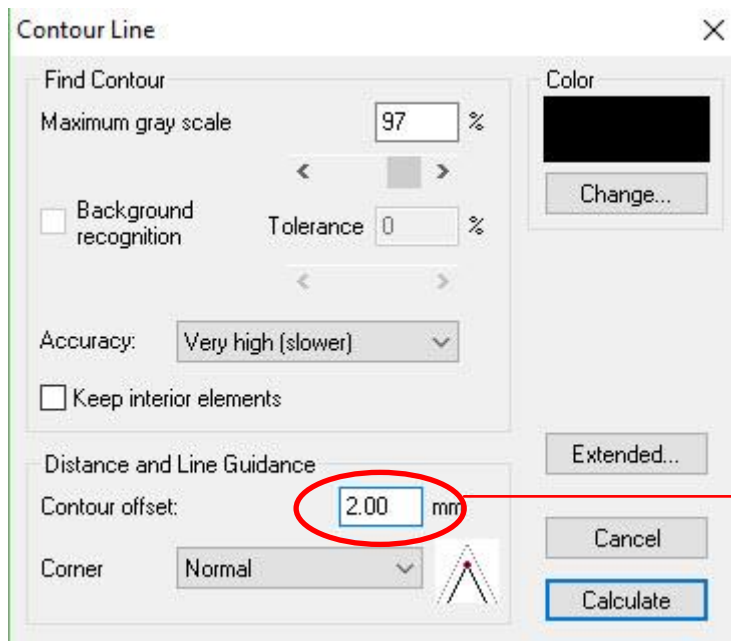 Contour Line
Find Contour
Maximum gray scale 97 %
Background
recognition
Tolerance 0 %
Accuracy: Very high (slower)
Keep interior elements
Distance and Line Guidance
Contour offset: 2.00 mm
Corner Normal
Color
Change...
Extended...
Cancel
Calculate